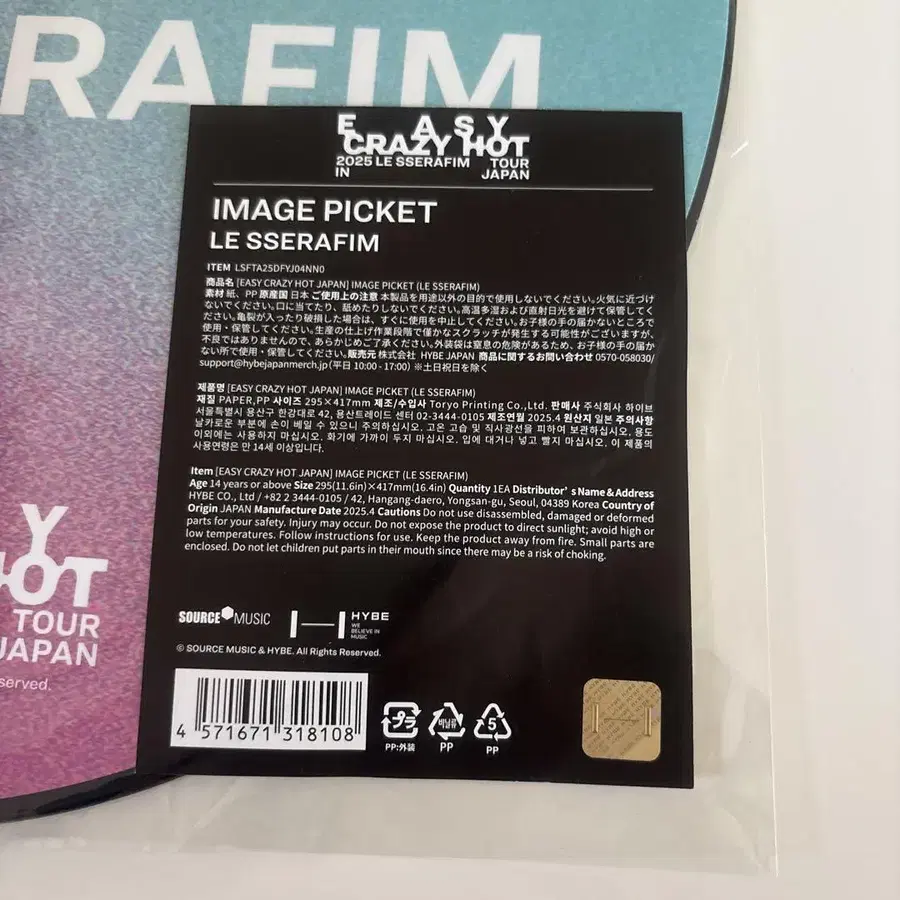 RAFIM
E ASY
CRAZY HOT
2025 LE SSERAFIM TOUR
IN JAPAN
IMAGE PICKET
LE SSERAFIM
ITEM LSFTA25DFYJ04NN0
商品名 [EASY CRAZY HOT JAPAN] IMAGE PICKET (LE SSERAFIM)
素材 紙、PP 原産国 日本 ご使用上の注意 本製品を用途以外の目的で使用しないでください。火気に近づけ
ないでください。口に当てたり、舐めたりしないでください。高温多湿および直射日光を避けて保管してく
ださい。亀裂が入ったり破損した場合は、すぐに使用を中止してください。お子様の手の届かないところで
使用・保管してください。生産の仕上げ作業段階で僅かなスクラッチが発生する可能性がございますが、
不良ではありませんので、あらかじめご了承ください。外装袋は窒息の危険があるため、お子様の手の届か
ない所で使用・保管してください。販売元 株式会社 HYBE JAPAN 商品に関するお問い合わせ 0570-058030/
support@hybejapanmerch.jp(平日 10:00 - 17:00) ※土日祝日を除く
제품명 [EASY CRAZY HOT JAPAN] IMAGE PICKET (LE SSERAFIM)
재질 PAPER,PP 사이즈 295×417mm 제조/수입사 Toryo Printing Co.,Ltd. 판매사 주식회사 하이브
서울특별시 용산구 한강대로 42, 용산트레이드 센터 02-3444-0105 제조연월 2025.4 원산지 일본 주의사항
날카로운 부분에 손이 베일 수 있으니 주의하십시오. 고온 고습 및 직사광선을 피하여 보관하십시오. 용도
이외에는 사용하지 마십시오. 화기에 가까이 두지 마십시오. 입에 대거나 넣고 빨지 마십시오. 이 제품의
사용연령은 만 14세 이상입니다.
Item [EASY CRAZY HOT JAPAN] IMAGE PICKET (LE SSERAFIM)
Age 14 years or above Size 295(11.6in)×417mm(16.4in) Quantity 1EA Distributor's Name & Address
HYBE CO., Ltd / +82 2 3444-0105 / 42, Hangang-daero, Yongsan-gu, Seoul, 04389 Korea Country of
Origin JAPAN Manufacture Date 2025.4 Cautions Do not use disassembled, damaged or deformed
parts for your safety. Injury may occur. Do not expose the product to direct sunlight; avoid high or
low temperatures. Follow instructions for use. Keep the product away from fire. Small parts are
enclosed. Do not let children put parts in their mouth since there may be a risk of choking.
Y
HOT
TOUR
JAPAN
served.
SOURCE MUSIC HYBE
WE
BELIEVE IN
MUSIC
© SOURCE MUSIC & HYBE. All Rights Reserved.
4 571671 318108
プラ
PP:外装
비닐류
PP
5
PP